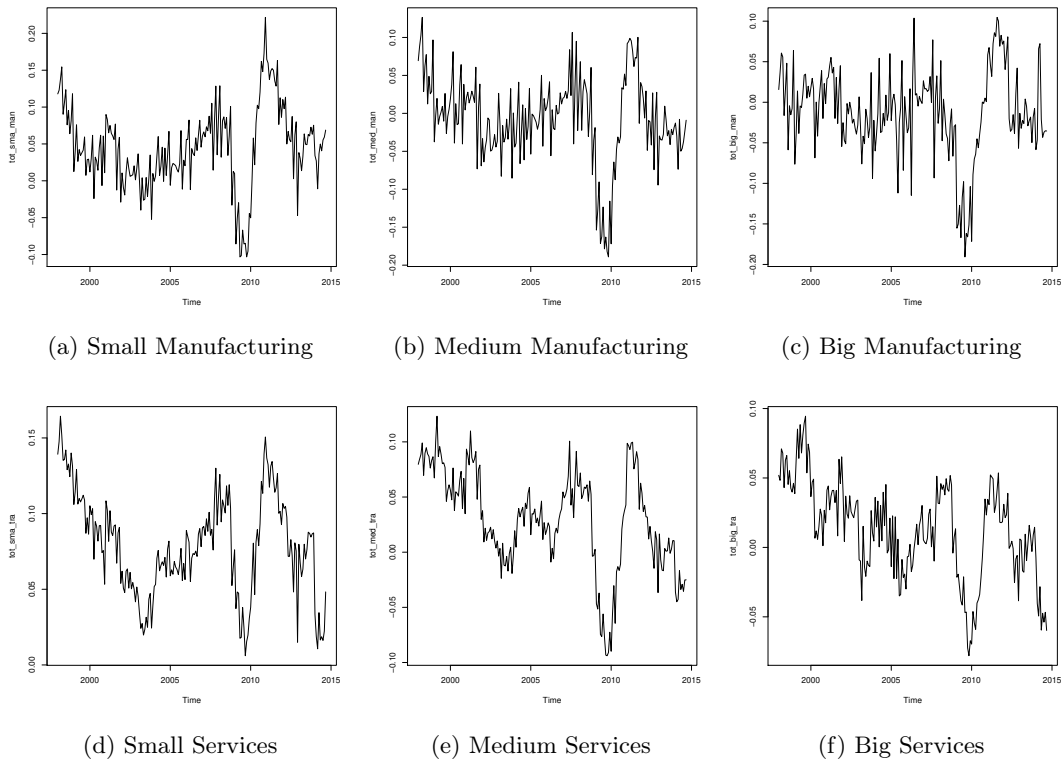 tot_sma_man
0.20
0.15
0.10
0.05
0.00
−0.05
−0.10
2000 2005 2010 2015
Time
(a) Small Manufacturing
tot_med_man
0.10
0.05
0.00
−0.05
−0.10
−0.15
−0.20
2000 2005 2010 2015
Time
(b) Medium Manufacturing
tot_big_man
0.10
0.05
0.00
−0.05
−0.10
−0.15
−0.20
2000 2005 2010 2015
Time
(c) Big Manufacturing
tot_sma_tra
0.15
0.10
0.05
0.00
2000 2005 2010 2015
Time
(d) Small Services
tot_med_tra
0.10
0.05
0.00
−0.05
−0.10
2000 2005 2010 2015
Time
(e) Medium Services
tot_big_tra
0.10
0.05
0.00
−0.05
2000 2005 2010 2015
Time
(f) Big Services